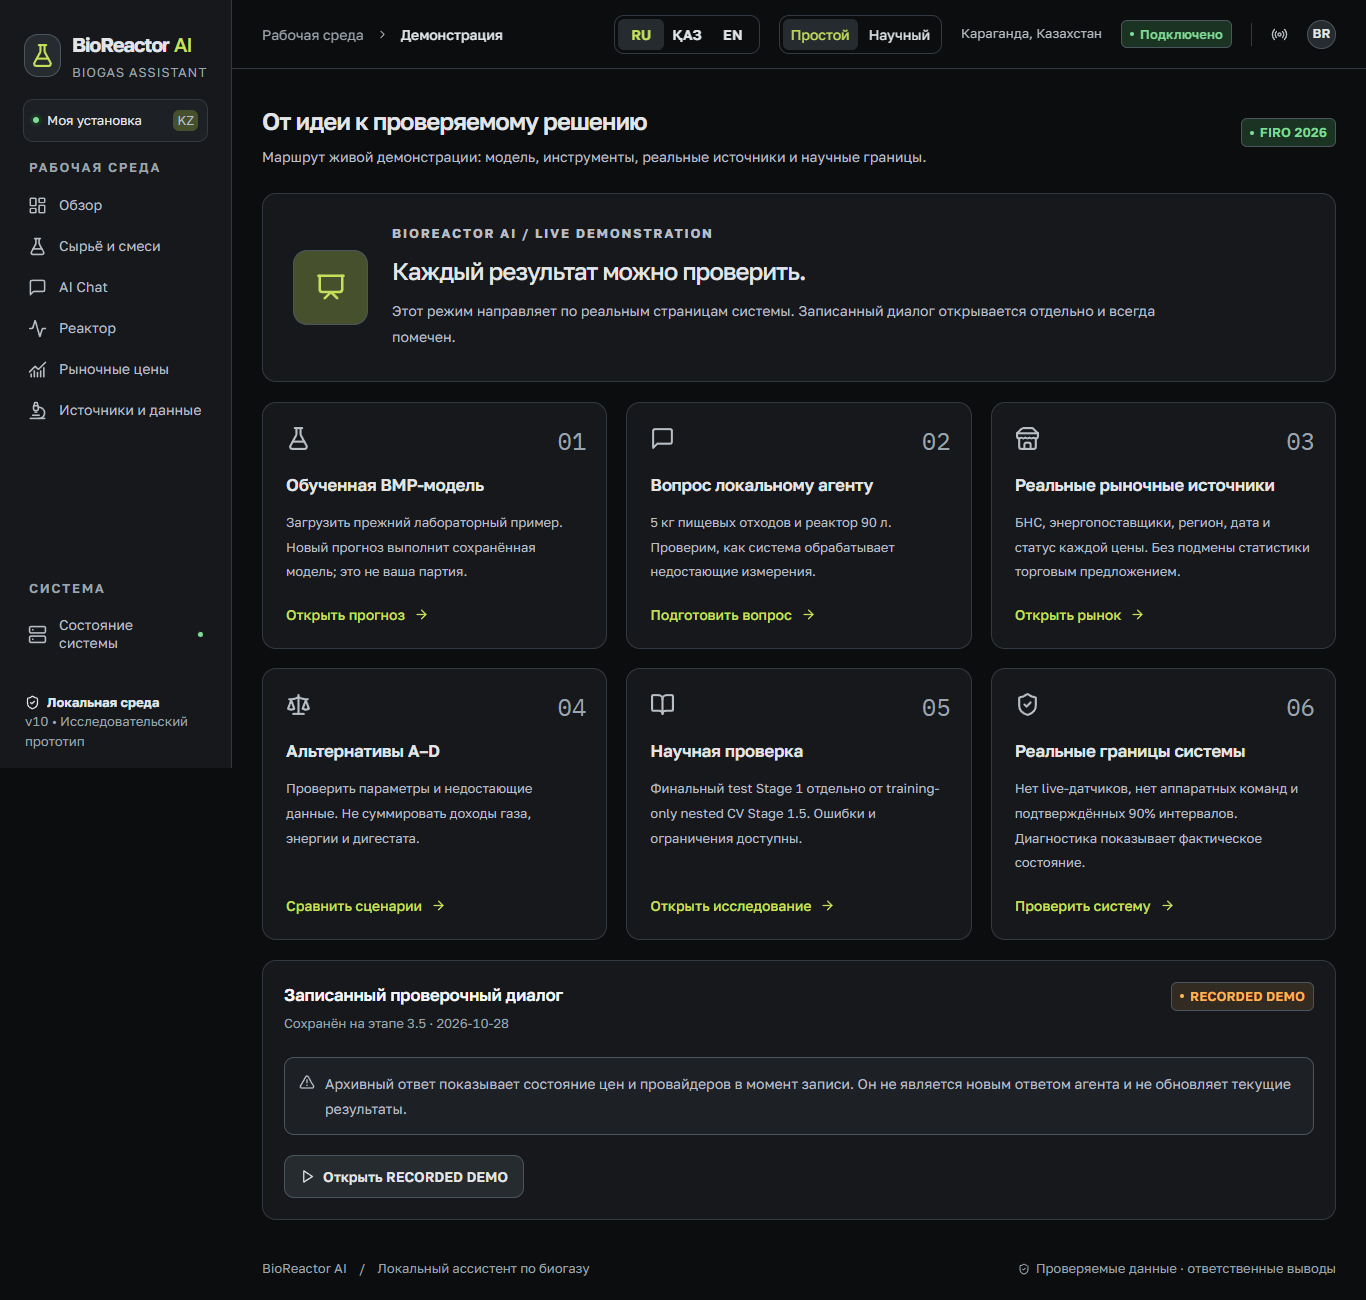 BioReactor AI
BIOGAS ASSISTANT
Моя установка
KZ
РАБОЧАЯ СРЕДА
Обзор
Сырьё и смеси
AI Chat
Реактор
Рыночные цены
Источники и данные
СИСТЕМА
Состояние
системы
Локальная среда
v10 • Исследовательский
прототип
Рабочая среда > Демонстрация
RU ҚАЗ EN
Простой Научный
Караганда, Казахстан
• Подключено
BR
От идеи к проверяемому решению
Маршрут живой демонстрации: модель, инструменты, реальные источники и научные границы.
• FIRO 2026
BIOREACTOR AI / LIVE DEMONSTRATION
Каждый результат можно проверить.
Этот режим направляет по реальным страницам системы. Записанный диалог открывается отдельно и всегда
помечен.
01
Обученная BMP-модель
Загрузить прежний лабораторный пример.
Новый прогноз выполнит сохранённая
модель; это не ваша партия.
Открыть прогноз →
02
Вопрос локальному агенту
5 кг пищевых отходов и реактор 90 л.
Проверим, как система обрабатывает
недостающие измерения.
Подготовить вопрос →
03
Реальные рыночные источники
БНС, энергопоставщики, регион, дата и
статус каждой цены. Без подмены статистики
торговым предложением.
Открыть рынок →
04
Альтернативы A–D
Проверить параметры и недостающие
данные. Не суммировать доходы газа,
энергии и дигестата.
Сравнить сценарии →
05
Научная проверка
Финальный test Stage 1 отдельно от training-
only nested CV Stage 1.5. Ошибки и
ограничения доступны.
Открыть исследование →
06
Реальные границы системы
Нет live-датчиков, нет аппаратных команд и
подтверждённых 90% интервалов.
Диагностика показывает фактическое
состояние.
Проверить систему →
Записанный проверочный диалог
Сохранён на этапе 3.5 · 2026-10-28
• RECORDED DEMO
Архивный ответ показывает состояние цен и провайдеров в момент записи. Он не является новым ответом агента и не обновляет текущие
результаты.
Открыть RECORDED DEMO
BioReactor AI / Локальный ассистент по биогазу
Проверяемые данные · ответственные выводы